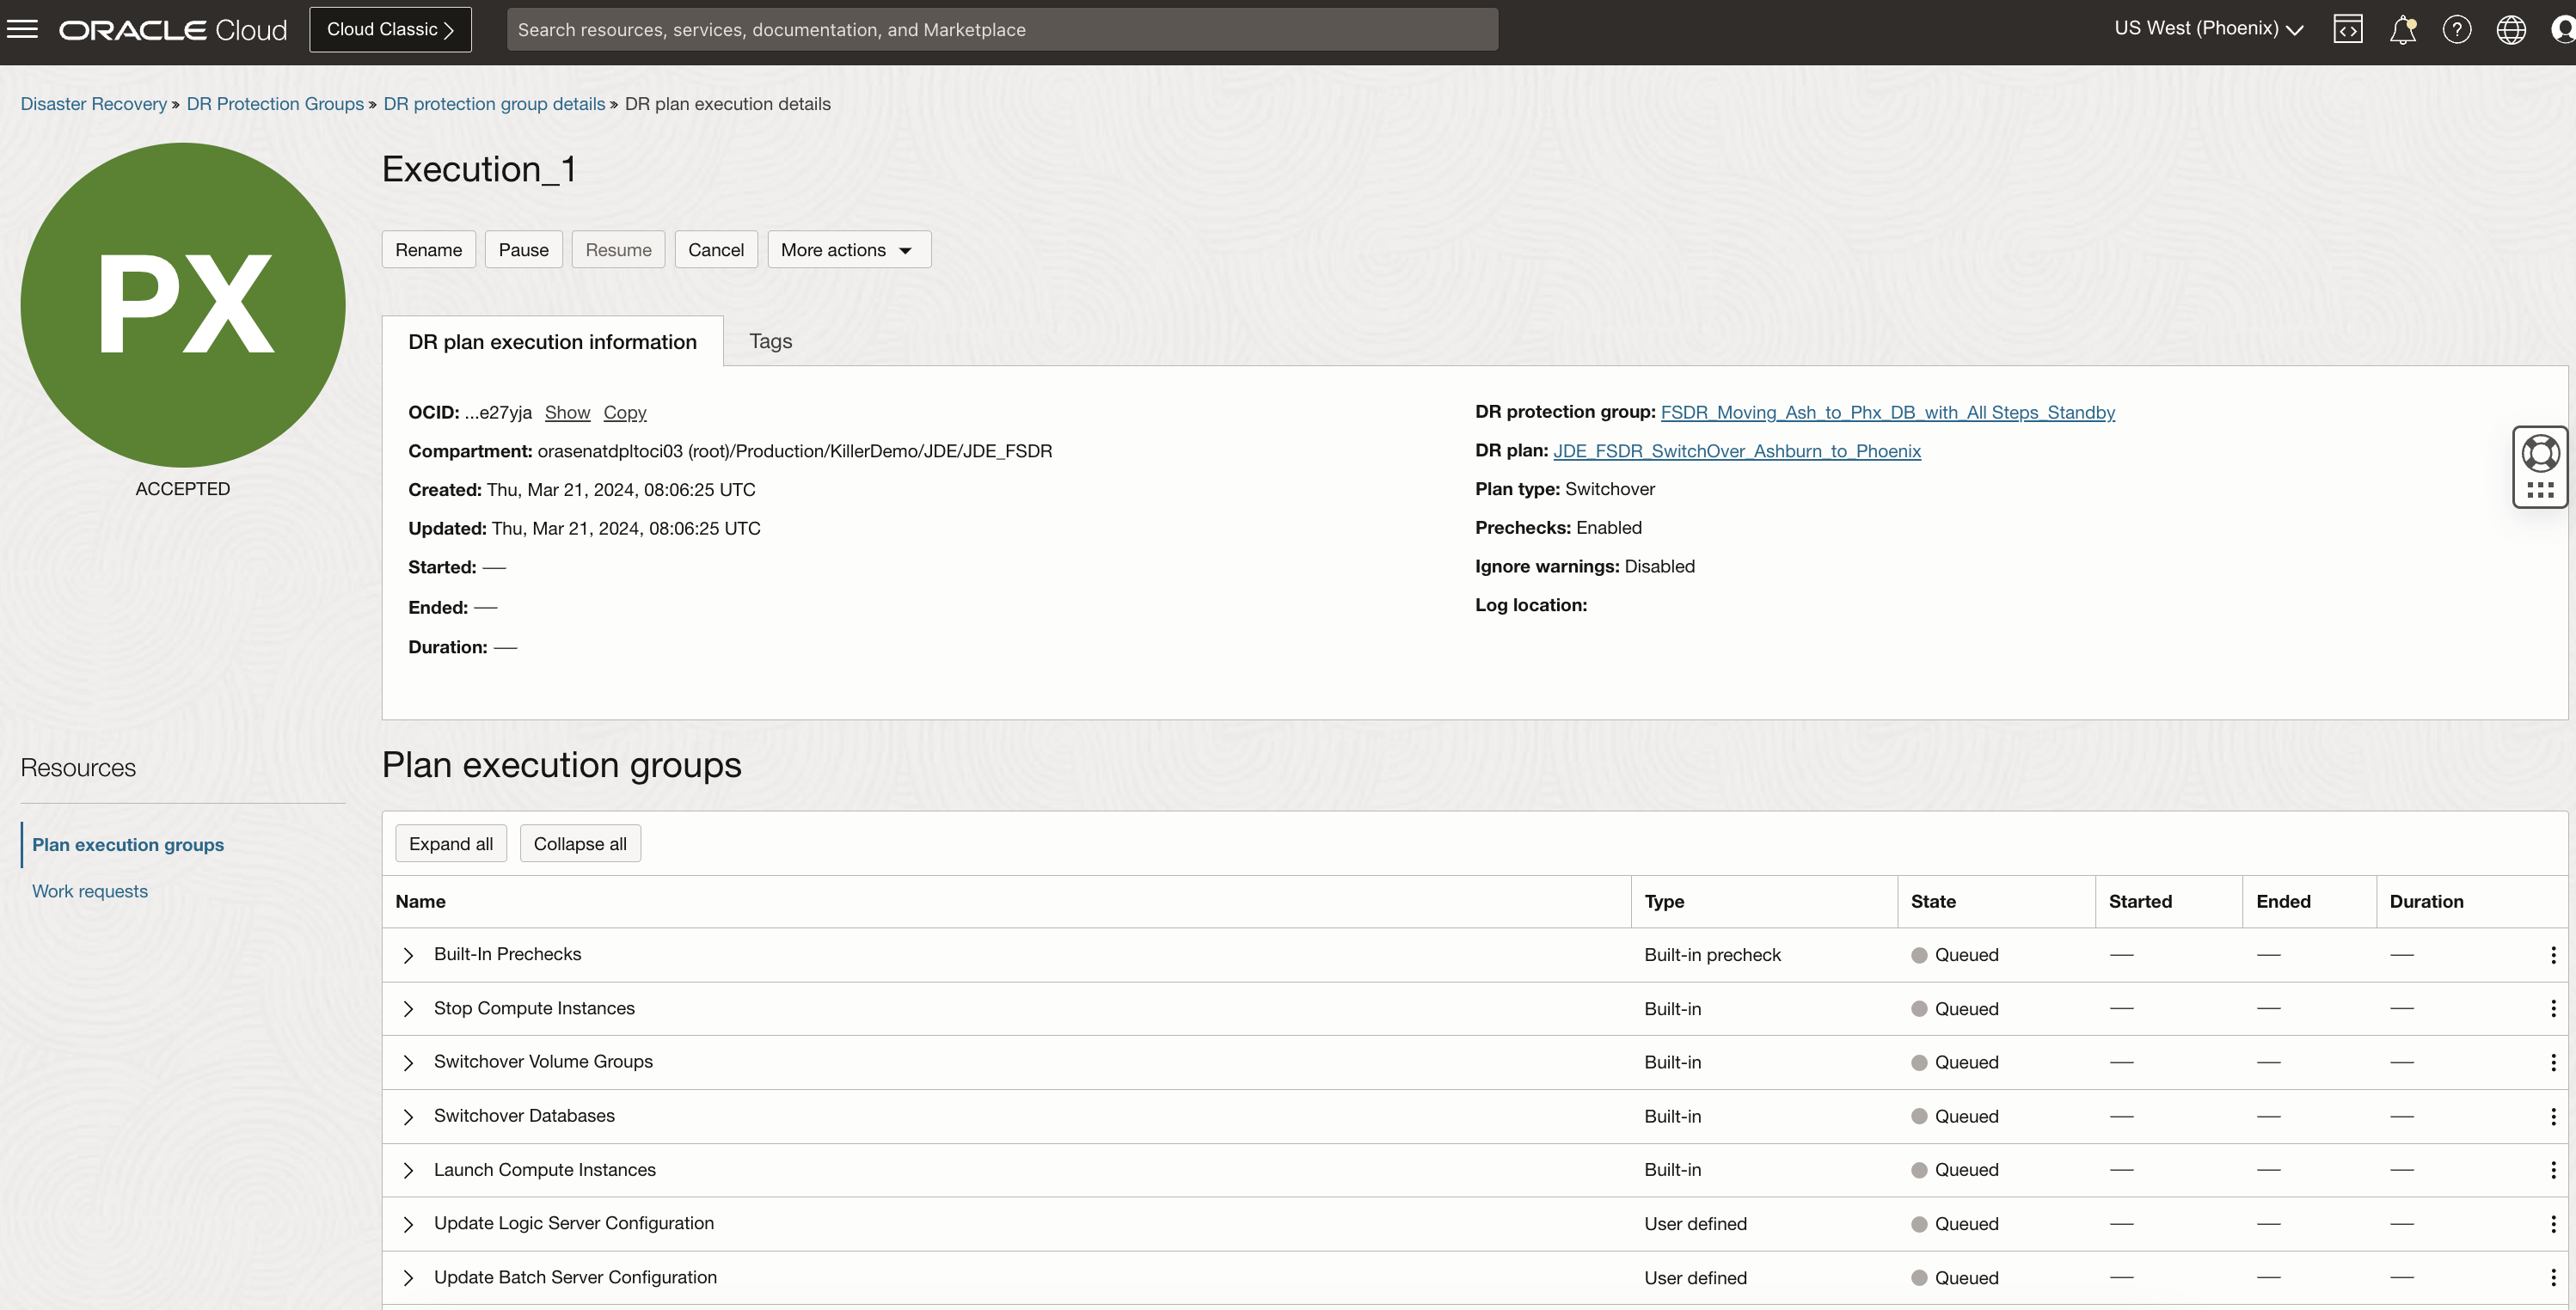 ORACLE Cloud
Cloud Classic
Search resources, services, documentation, and Marketplace
US West (Phoenix)
Disaster Recovery » DR Protection Groups » DR protection group details » DR plan execution details
PX
ACCEPTED
Execution_1
Rename Pause Resume Cancel More actions
DR plan execution information Tags
OCID: ...e27yja Show Copy
Compartment: orasenatdpltoci03 (root)/Production/KillerDemo/JDE/JDE_FSDR
Created: Thu, Mar 21, 2024, 08:06:25 UTC
Updated: Thu, Mar 21, 2024, 08:06:25 UTC
Started: —
Ended: —
Duration: —
DR protection group: FSDR_Moving_Ash_to_Phx_DB_with_All Steps_Standby
DR plan: JDE_FSDR_SwitchOver_Ashburn_to_Phoenix
Plan type: Switchover
Prechecks: Enabled
Ignore warnings: Disabled
Log location:
Resources
Plan execution groups
Work requests
Plan execution groups
Expand all Collapse all
Name Type State Started Ended Duration
Built-In Prechecks Built-in precheck Queued — — —
Stop Compute Instances Built-in Queued — — —
Switchover Volume Groups Built-in Queued — — —
Switchover Databases Built-in Queued — — —
Launch Compute Instances Built-in Queued — — —
Update Logic Server Configuration User defined Queued — — —
Update Batch Server Configuration User defined Queued — — —